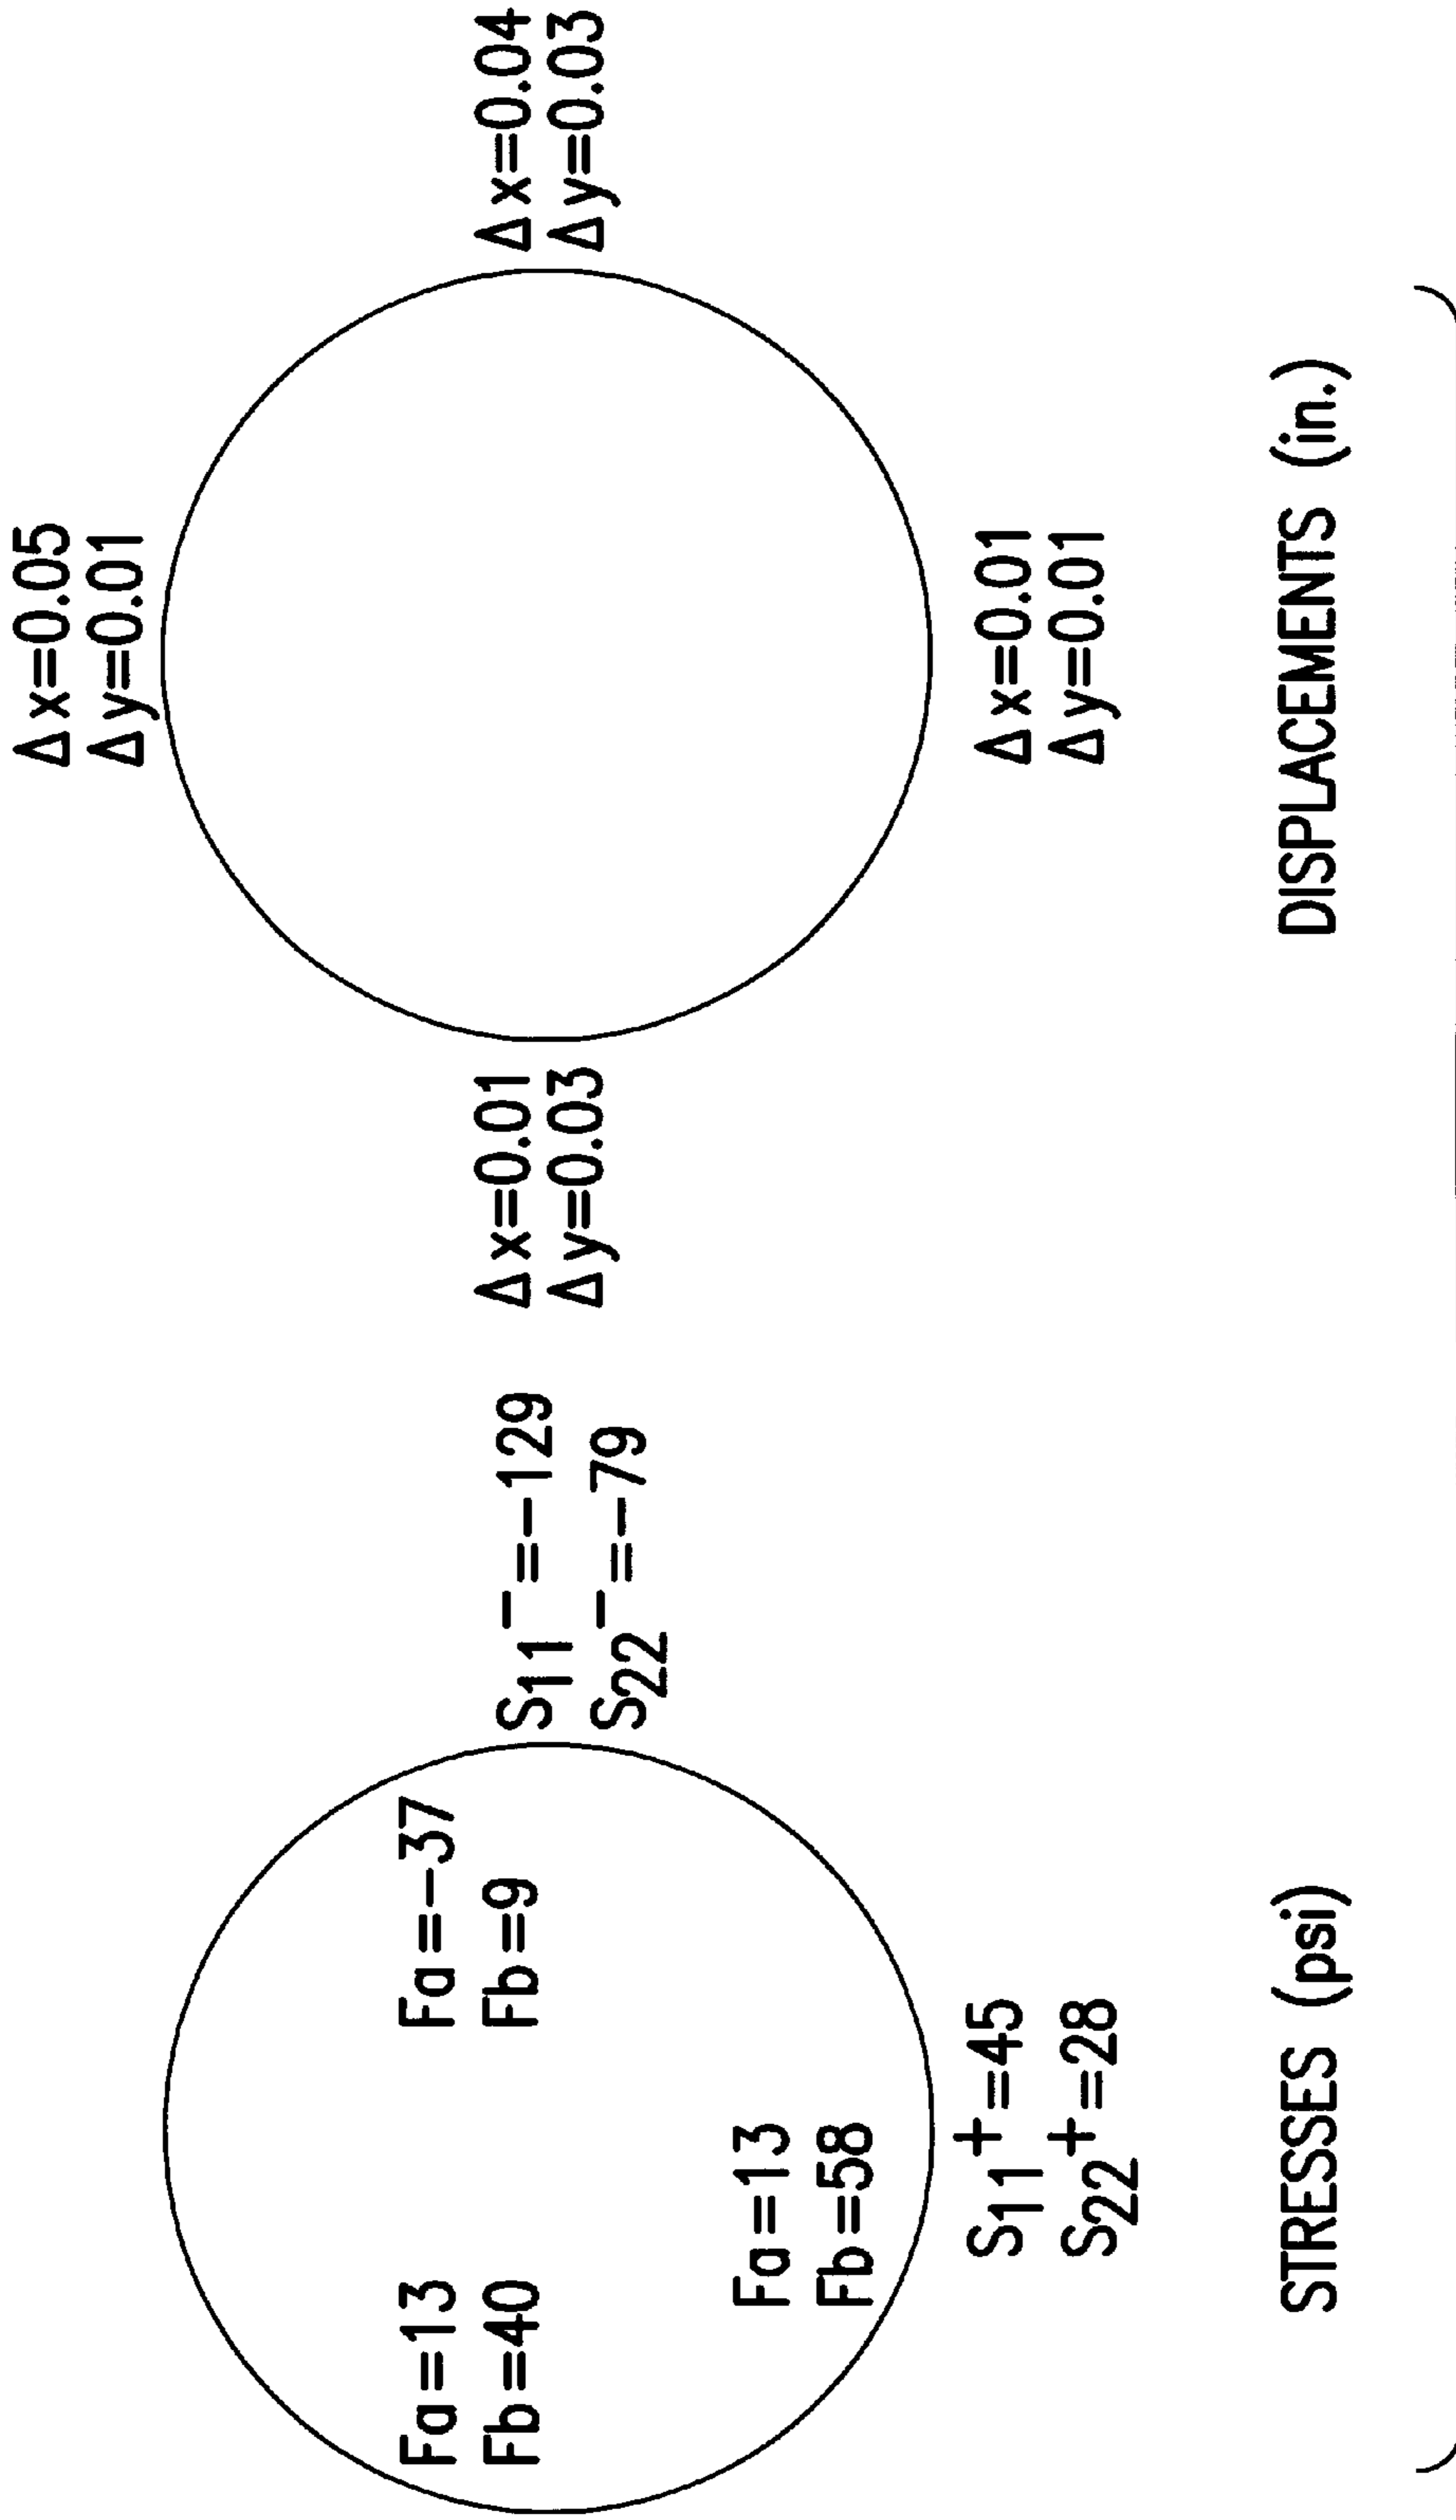 Fa=13
Fb=40
Fa=-37
Fb=9
Fa=13
Fb=58
S11⁻=-129
S22⁻=-79
S11⁺=45
S22⁺=28
STRESSES (psi)
Δx=0.05
Δy=0.01
Δx=0.01
Δy=0.03
Δx=0.04
Δy=0.03
Δx=0.01
Δy=0.01
DISPLACEMENTS (in.)